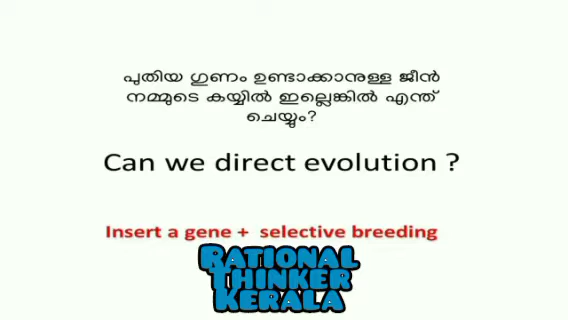 പുതിയ ഗുണം ഉണ്ടാക്കാനുള്ള ജീൻ
നമ്മുടെ കയ്യിൽ ഇല്ലെങ്കിൽ എന്ത്
ചെയ്യും?
Can we direct evolution ?
Insert a gene + selective breeding
RATIONAL
THINKER
KERALA